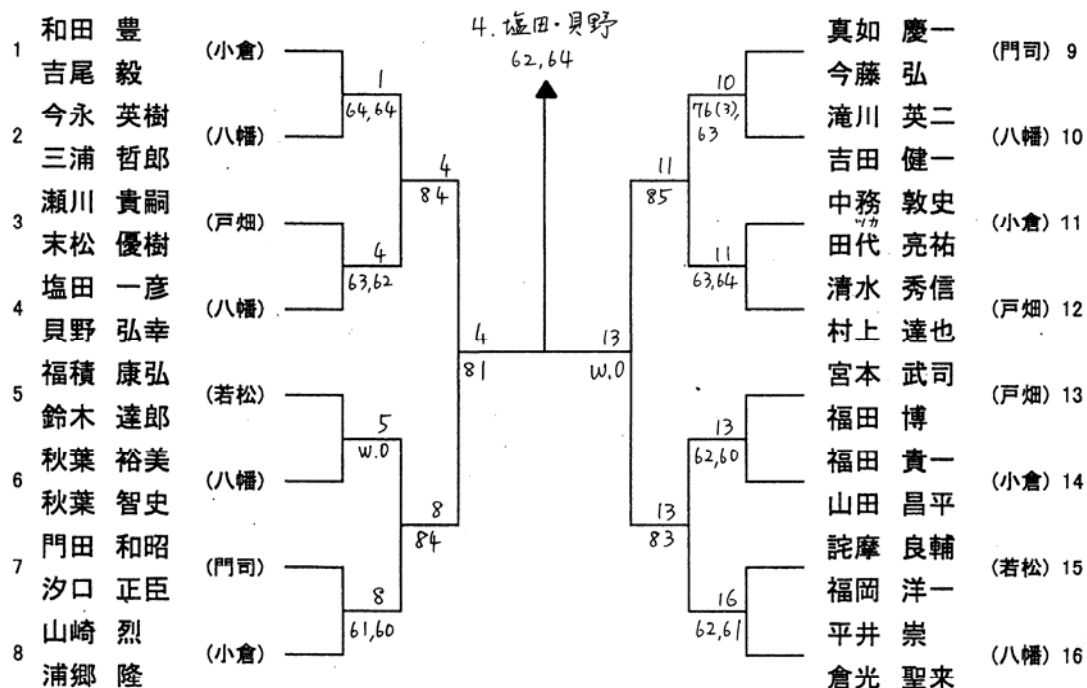 4. 塩田・貝野
62,64
和田 豊
1 (小倉)
吉尾 毅
今永 英樹
2 (八幡)
三浦 哲郎
瀬川 貴嗣
3 (戸畑)
末松 優樹
塩田 一彦
4 (八幡)
貝野 弘幸
福積 康弘
5 (若松)
鈴木 達郎
秋葉 裕美
6 (八幡)
秋葉 智史
門田 和昭
7 (門司)
汐口 正臣
山崎 烈
8 (小倉)
浦郷 隆
1
64,64
4
63,62
5
W.O
8
61,60
4
84
8
84
4
81
13
W.O
11
85
13
83
10
76(3),
63
11
63,64
13
62,60
16
62,61
真如 慶一
(門司) 9
今藤 弘
滝川 英二
(八幡) 10
吉田 健一
中務 敦史
ツカ
(小倉) 11
田代 亮祐
清水 秀信
(戸畑) 12
村上 達也
宮本 武司
(戸畑) 13
福田 博
福田 貴一
(小倉) 14
山田 昌平
詫摩 良輔
(若松) 15
福岡 洋一
平井 崇
(八幡) 16
倉光 聖来